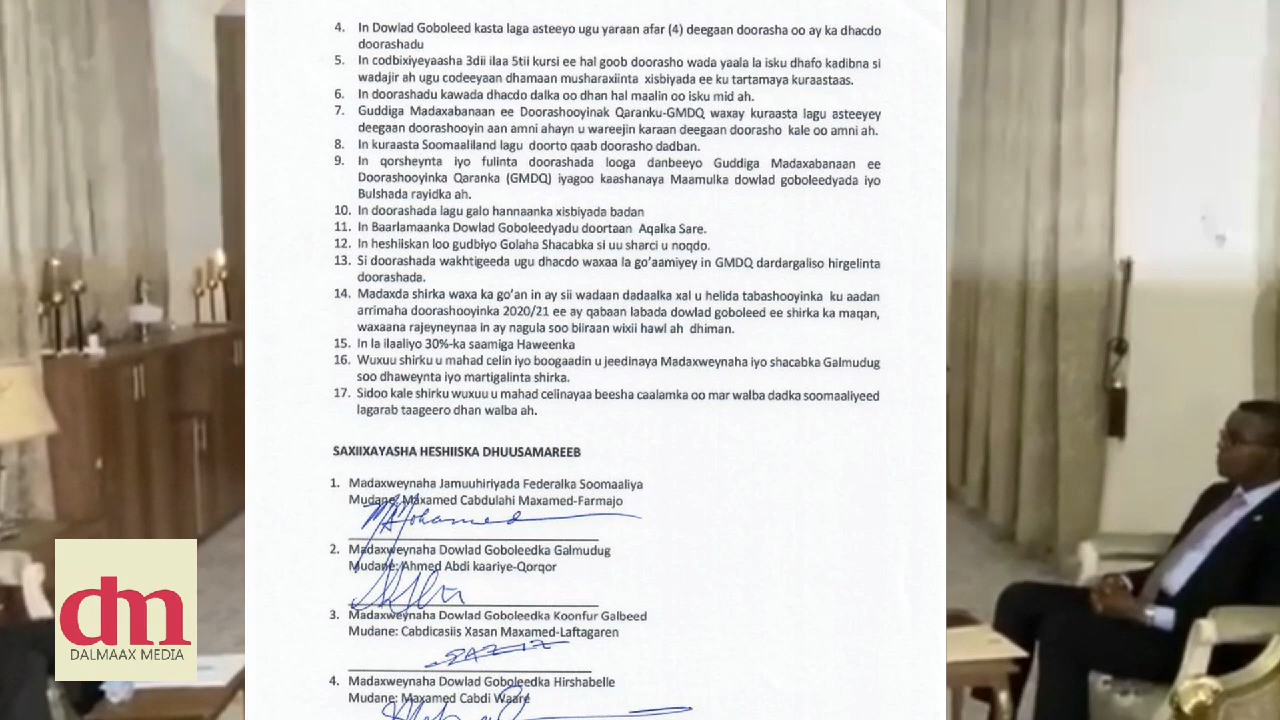 4. In Dowlad Goboleed kasta laga asteeyo ugu yaraan afar (4) deegaan doorasha oo ay ka dhacdo
doorashadu
5. In codbixiyeyaasha 3dii ilaa 5tii kursi ee hal goob doorasho wada yaala la isku dhafo kadibna si
wadajir ah ugu codeeyaan dhamaan musharaxiinta xisbiyada ee ku tartamaya kuraastaas.
6. In doorashadu kawada dhacdo dalka oo dhan hal maalin oo isku mid ah.
7. Guddiga Madaxabanaan ee Doorashooyinak Qaranku-GMDQ waxay kuraasta lagu asteeyey
deegaan doorashooyin aan amni ahayn u wareejin karaan deegaan doorasho kale oo amni ah.
8. In kuraasta Soomaaliland lagu doorto qaab doorasho dadban.
9. In qorsheynta iyo fulinta doorashada looga danbeeyo Guddiga Madaxabanaan ee
Doorashooyinka Qaranka (GMDQ) iyagoo kaashanaya Maamulka dowlad goboleedyada iyo
Bulshada rayidka ah.
10. In doorashada lagu galo hannaanka xisbiyada badan
11. In Baarlamaanka Dowlad Goboleedyadu doortaan Aqalka Sare.
12. In heshiiskan loo gudbiyo Golaha Shacabka si uu sharci u noqdo.
13. Si doorashada wakhtigeeda ugu dhacdo waxaa la go'aamiyey in GMDQ dardargaliso hirgelinta
doorashada.
14. Madaxda shirka waxa ka go'an in ay sii wadaan dadaalka xal u helida tabashooyinka ku aadan
arrimaha doorashooyinka 2020/21 ee ay qabaan labada dowlad goboleed ee shirka ka maqan,
waxaana rajeyneynaa in ay nagula soo biiraan wixii hawl ah dhiman.
15. In la ilaaliyo 30%-ka saamiga Haweenka
16. Wuxuu shirku u mahad celin iyo boogaadin u jeedinaya Madaxweynaha iyo shacabka Galmudug
soo dhaweynta iyo martigalinta shirka.
17. Sidoo kale shirku wuxuu u mahad celinayaa beesha caalamka oo mar walba dadka soomaaliyeed
lagarab taageero dhan walba ah.
SAXIIXAYASHA HESHIISKA DHUUSAMAREEB
1. Madaxweynaha Jamuuhiriyada Federalka Soomaaliya
Mudane: Maxamed Cabdulahi Maxamed-Farmajo
2. Madaxweynaha Dowlad Goboleedka Galmudug
Mudane: Ahmed Abdi kaariye-Qorqor
3. Madaxweynaha Dowlad Goboleedka Koonfur Galbeed
Mudane: Cabdicasiis Xasan Maxamed-Laftagaren
4. Madaxweynaha Dowlad Goboleedka Hirshabelle
Mudane: Maxamed Cabdi Waare
dm
DALMAAX MEDIA